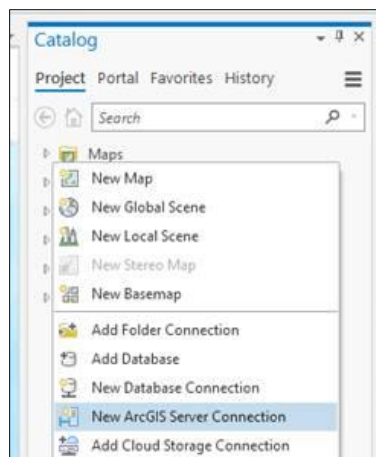 Catalog
Project Portal Favorites History
Search
Maps
New Map
New Global Scene
New Local Scene
New Stereo Map
New Basemap
Add Folder Connection
Add Database
New Database Connection
New ArcGIS Server Connection
Add Cloud Storage Connection